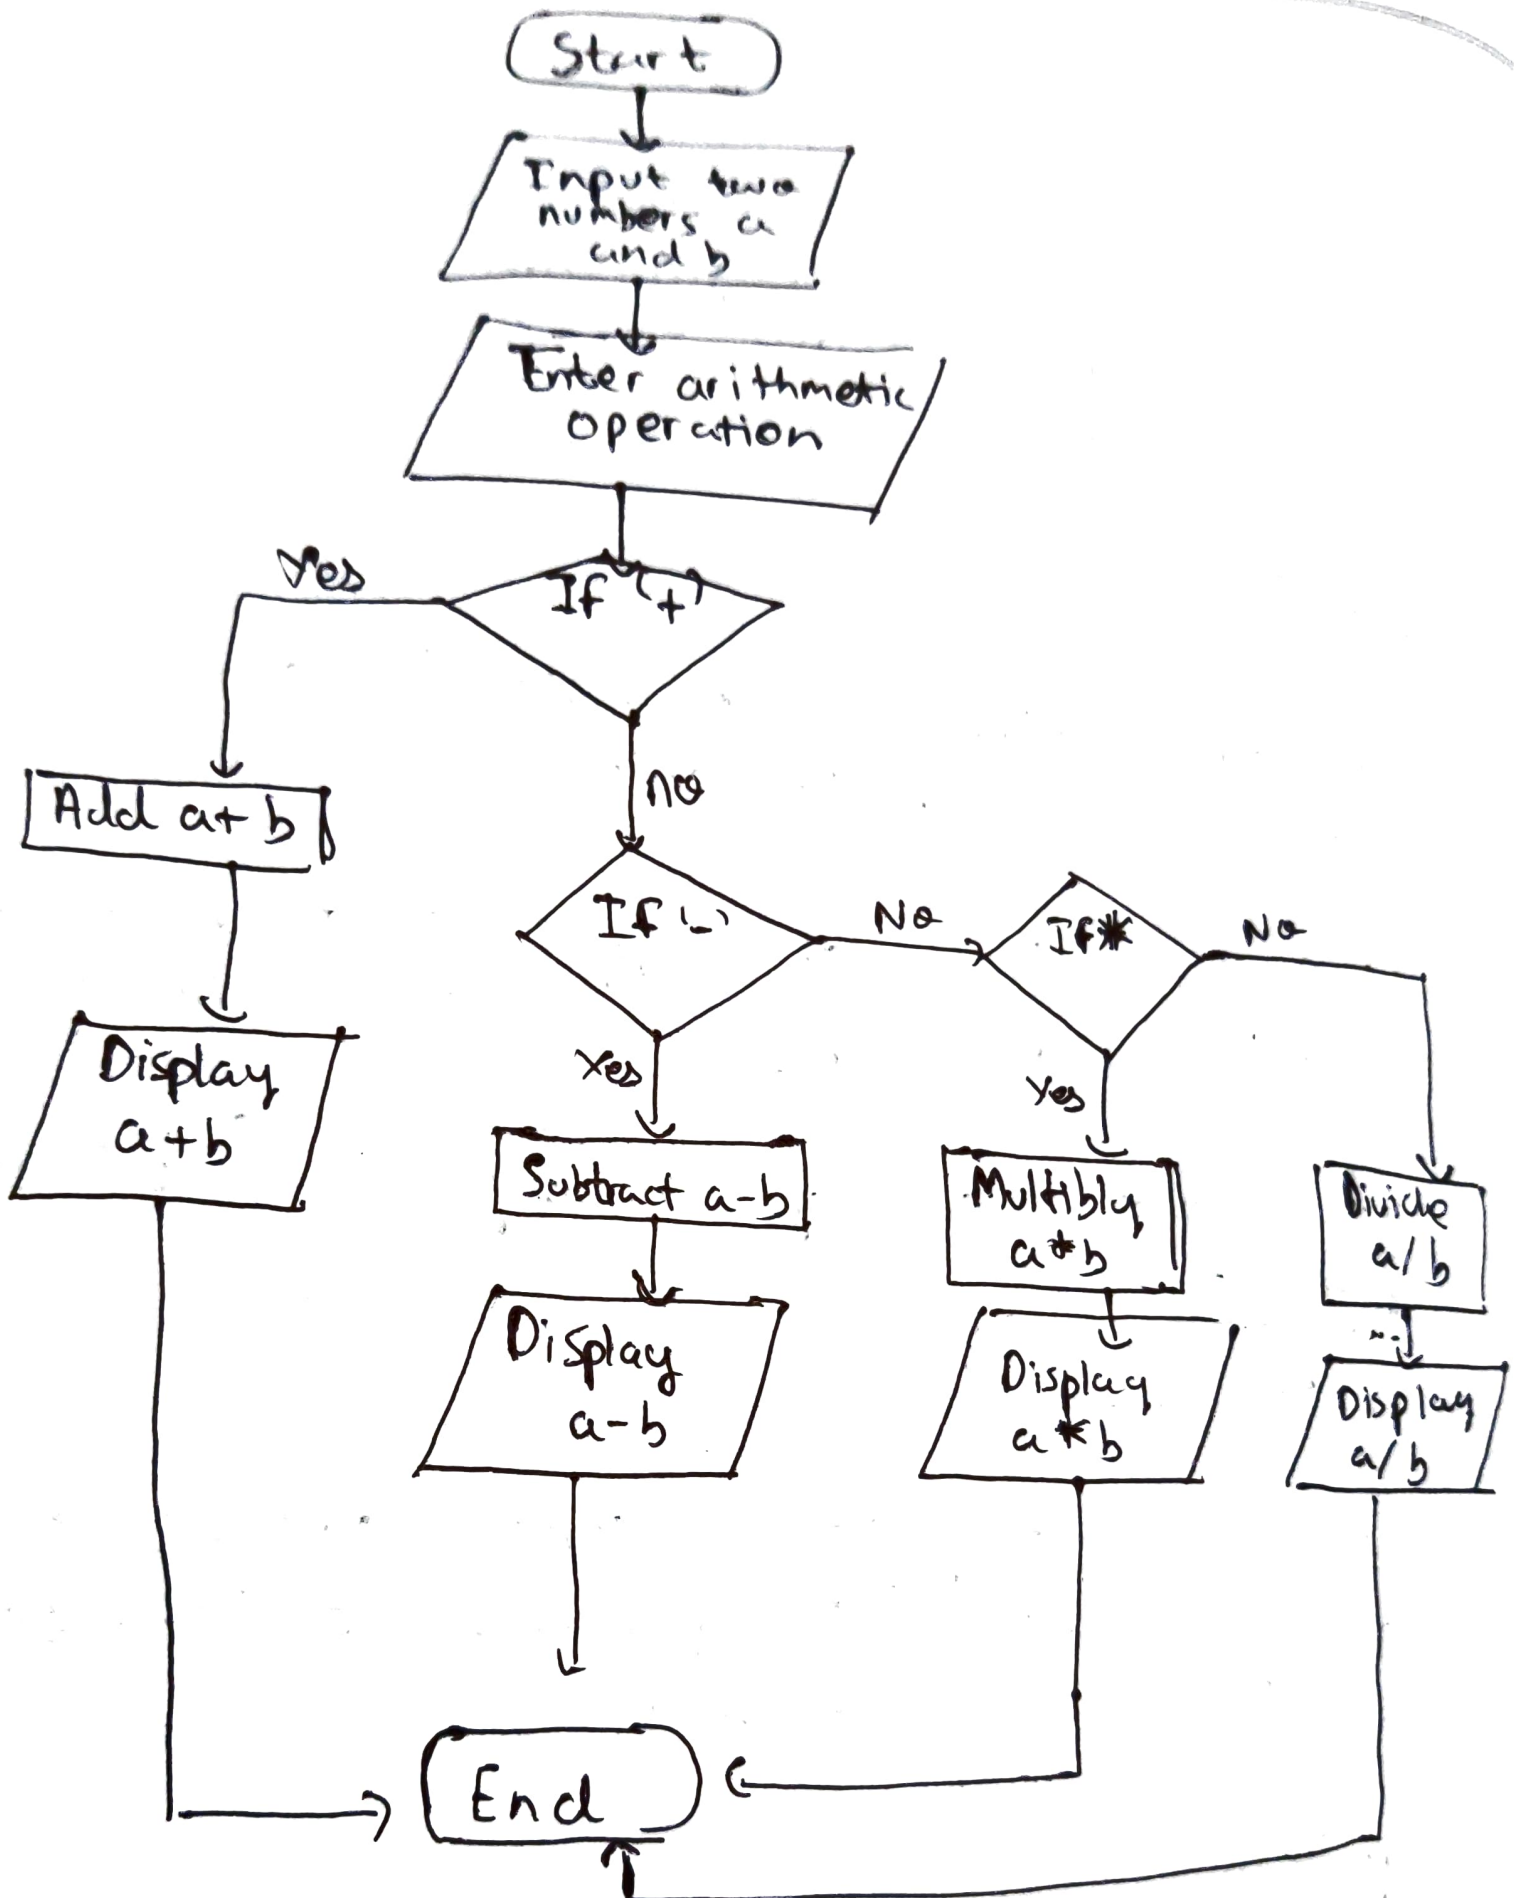 Start
Input two
numbers a
and b
Enter arithmetic
operation
If '+'
Yes
no
Add a+b
Display
a+b
If '-'
No
Yes
Subtract a-b
Display
a-b
If *
No
Yes
Multibly
a*b
Display
a*b
Divide
a/b
Display
a/b
End